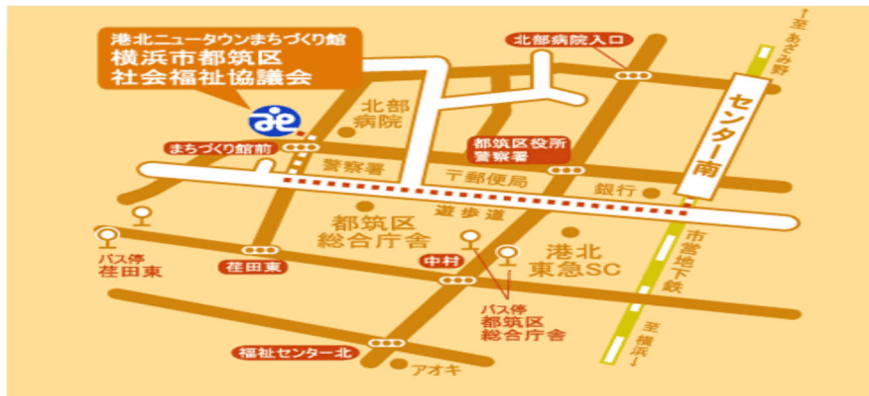 港北ニュータウンまちづくり館
横浜市都筑区
社会福祉協議会
北部病院入口
↑至 あざみ野
センター南
北部
病院
まちづくり館前
都筑区役所
警察署
警察署
〒郵便局
銀行
遊歩道
都筑区
総合庁舎
港北
東急SC
市営地下鉄
バス停
荏田東
荏田東
中村
バス停
都筑区
総合庁舎
至 横浜↓
福祉センター北
アオキ